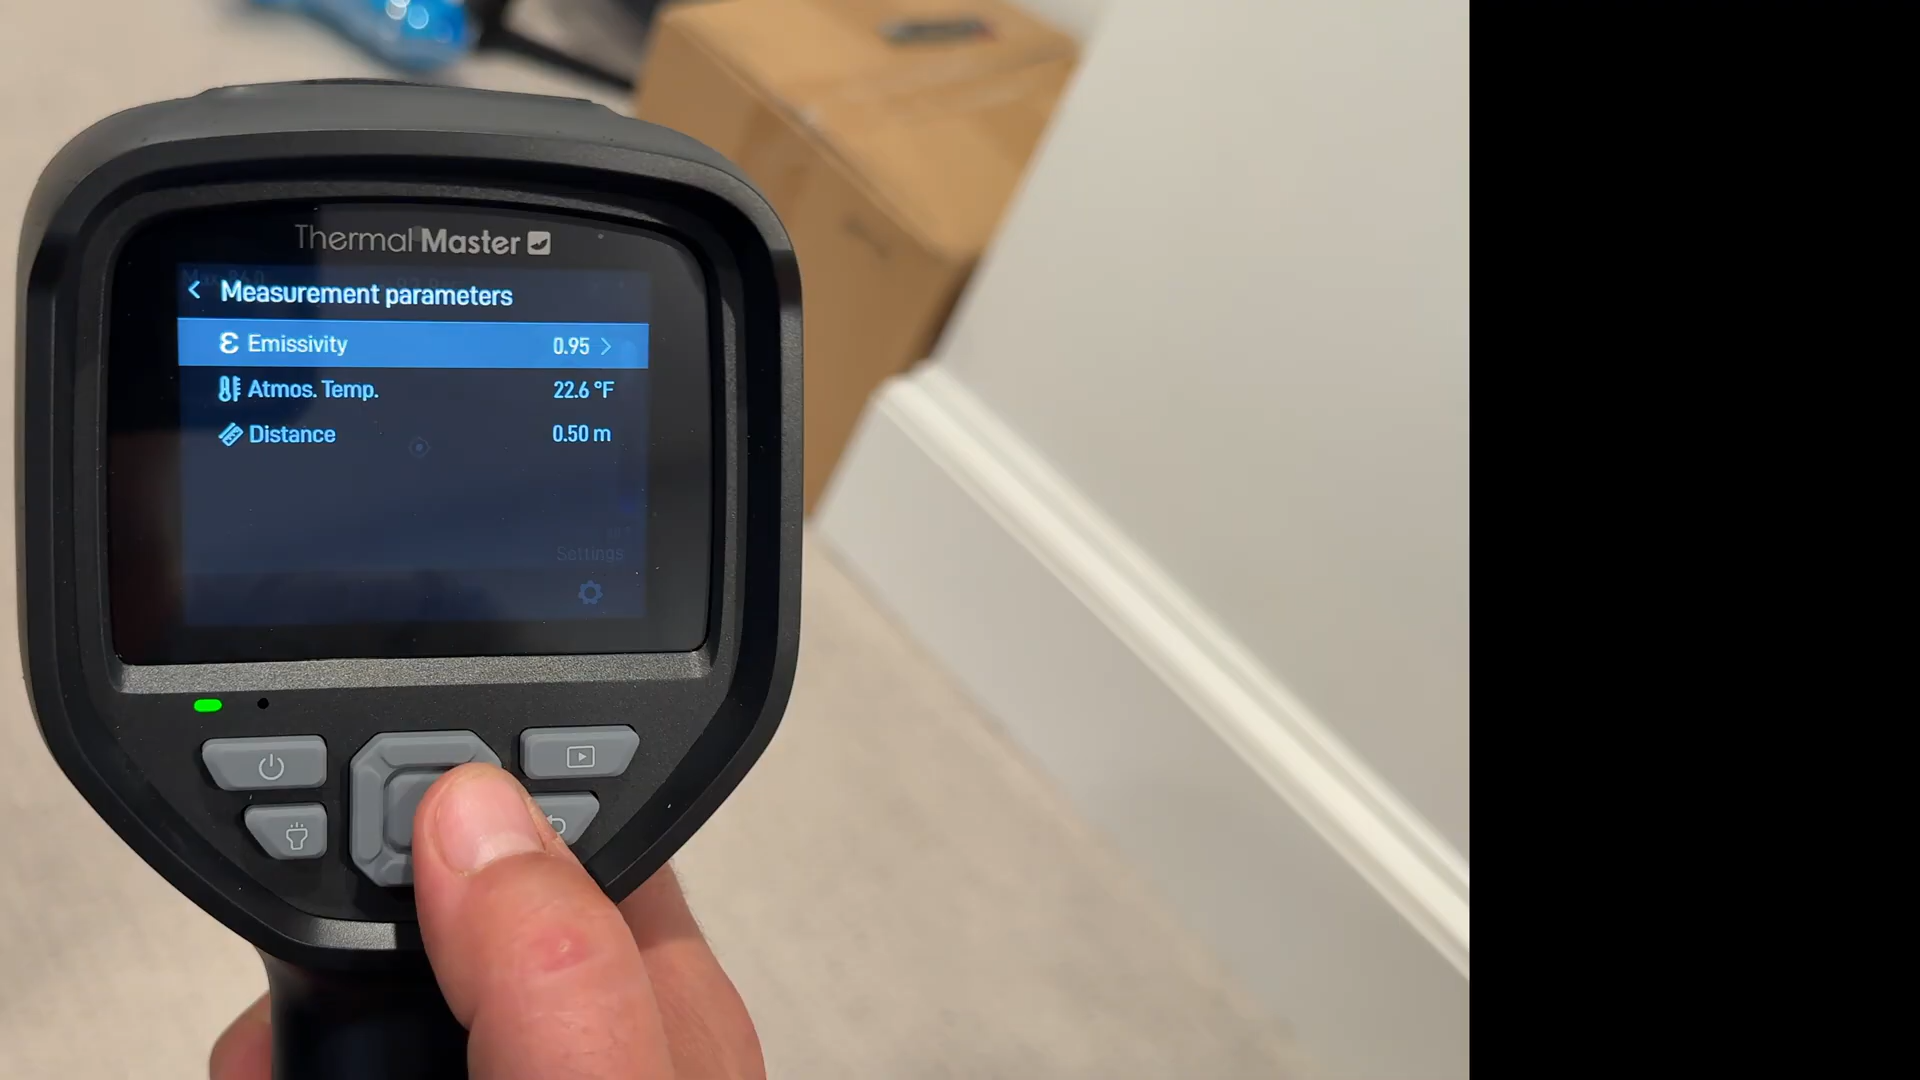 Thermal Master
Measurement parameters
Emissivity 0.95
Atmos. Temp. 22.6 °F
Distance 0.50 m
Settings